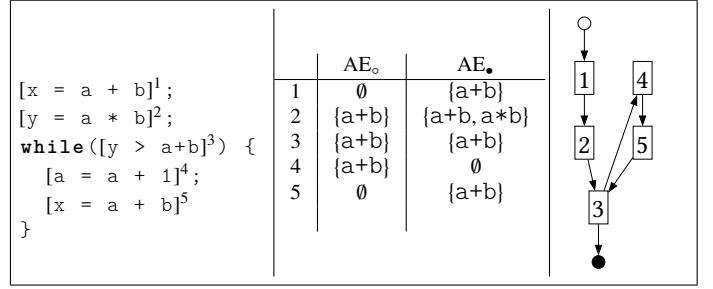 [x = a + b]¹;
[y = a * b]²;
while([y > a+b]³) {
[a = a + 1]⁴;
[x = a + b]⁵
}
AE∘ AE•
1 ∅ {a+b}
2 {a+b} {a+b,a*b}
3 {a+b} {a+b}
4 {a+b} ∅
5 ∅ {a+b}
1 4
2 5
3